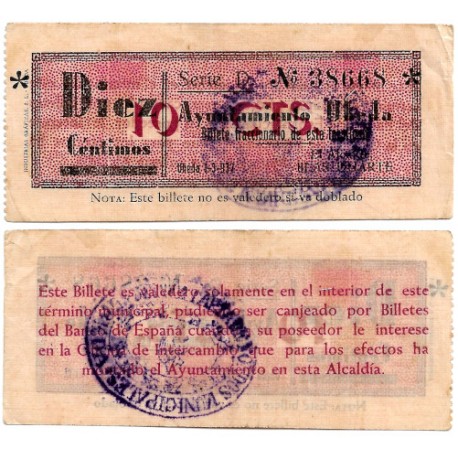 Serie D. № 38668
Diez
10 CTS
Ayuntamiento Ubeda
Billete fraccionario de esta
Céntimos
Ubeda
NOTA: Este billete no es valedero si va doblado
Este Billete es valedero solamente en el interior de este
término municipal, pudiendo ser canjeado por Billetes
del Banco de España cuando su poseedor le interese
en la Caja de Intercambio que para los efectos ha
montado el Ayuntamiento en esta Alcaldía.
MUNICIPALES